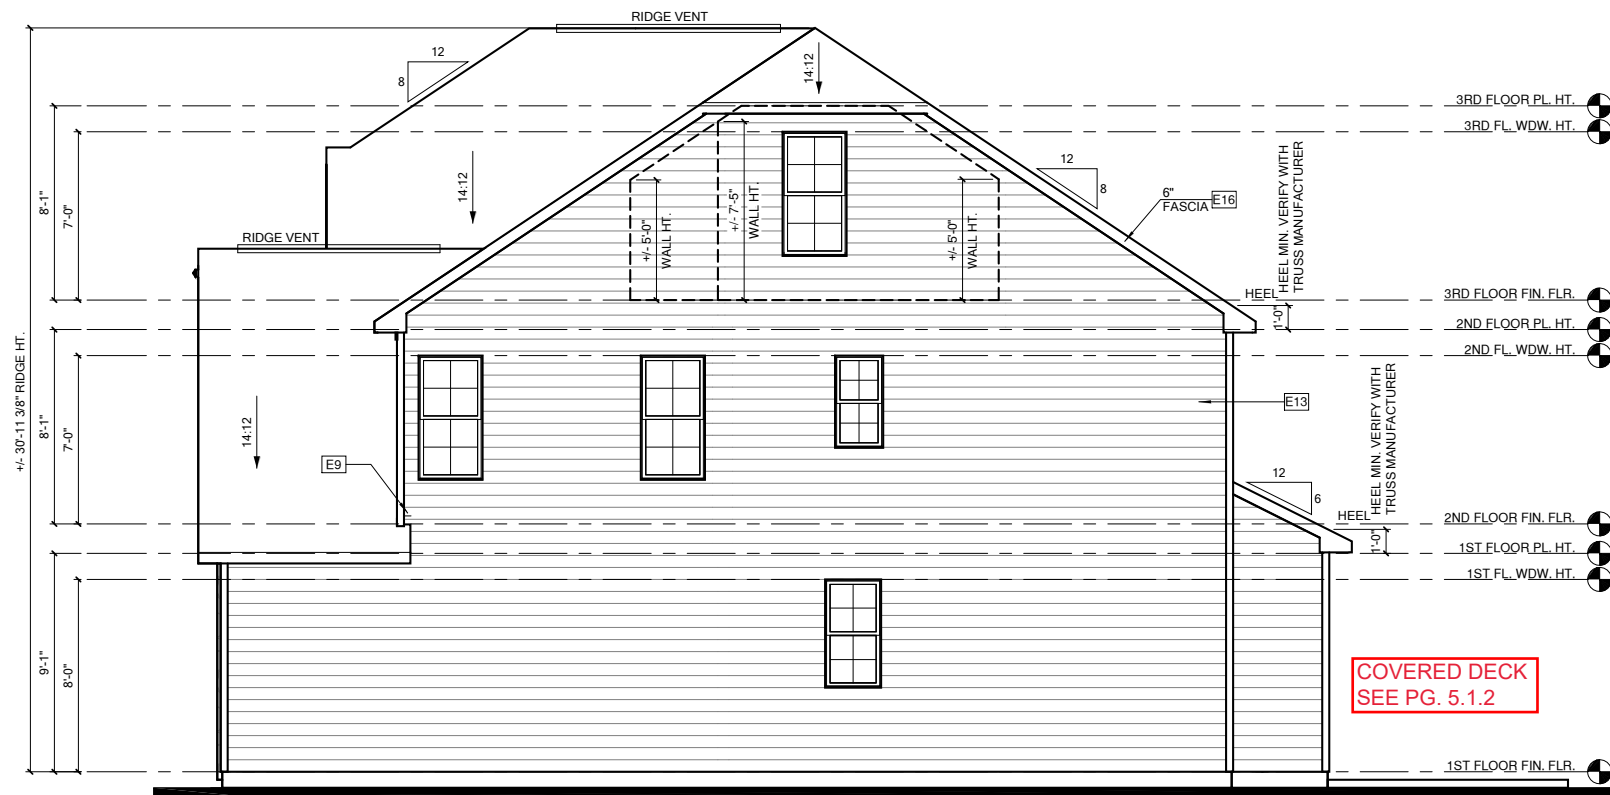 RIDGE VENT
12
8
14:12
3RD FLOOR PL. HT.
3RD FL. WDW. HT.
12
8
6"
FASCIA
E16
HEEL MIN. VERIFY WITH
TRUSS MANUFACTURER
8'-1"
7'-0"
14:12
+/- 5'-0"
WALL HT.
+/- 7'-5"
WALL HT.
+/- 5'-0"
WALL HT.
RIDGE VENT
HEEL
1'-0"
3RD FLOOR FIN. FLR.
2ND FLOOR PL. HT.
2ND FL. WDW. HT.
+/- 30'-11 3/8" RIDGE HT.
8'-1"
7'-0"
14:12
E13
E9
HEEL MIN. VERIFY WITH
TRUSS MANUFACTURER
12
6
HEEL
1'-0"
2ND FLOOR FIN. FLR.
1ST FLOOR PL. HT.
1ST FL. WDW. HT.
9'-1"
8'-0"
COVERED DECK
SEE PG. 5.1.2
1ST FLOOR FIN. FLR.